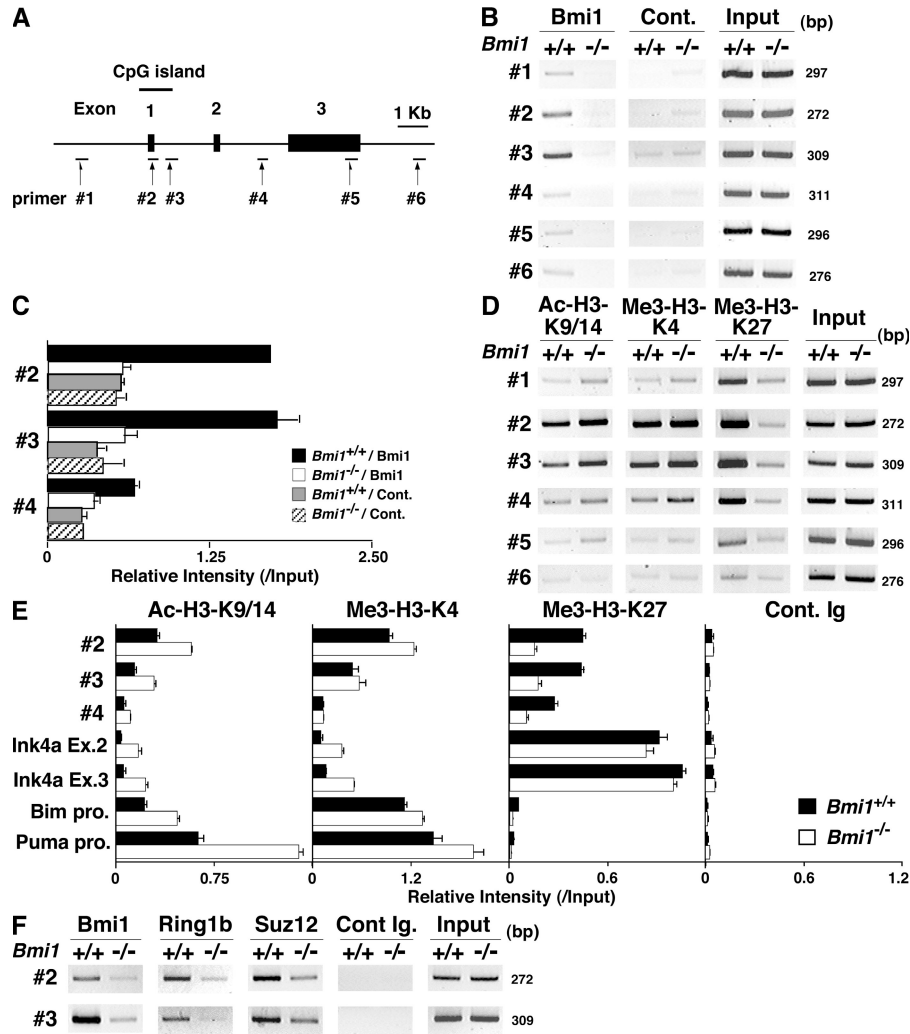 A
CpG island
Exon 1 2 3 1 Kb
primer #1 #2 #3 #4 #5 #6
B
Bmi1 Cont. Input (bp)
Bmi1 +/+ -/- +/+ -/- +/+ -/-
#1 297
#2 272
#3 309
#4 311
#5 296
#6 276
C
#2
#3
#4
Bmi1+/+ / Bmi1
Bmi1-/- / Bmi1
Bmi1+/+ / Cont.
Bmi1-/- / Cont.
0 1.25 2.50
Relative Intensity (/Input)
D
Ac-H3-K9/14 Me3-H3-K4 Me3-H3-K27 Input (bp)
Bmi1 +/+ -/- +/+ -/- +/+ -/- +/+ -/-
#1 297
#2 272
#3 309
#4 311
#5 296
#6 276
E
Ac-H3-K9/14 Me3-H3-K4 Me3-H3-K27 Cont. Ig
#2
#3
#4
Ink4a Ex.2
Ink4a Ex.3
Bim pro.
Puma pro.
Bmi1+/+
Bmi1-/-
0 0.75 0 1.2 0 0.6 0 1.2
Relative Intensity (/Input)
F
Bmi1 Ring1b Suz12 Cont Ig. Input (bp)
Bmi1 +/+ -/- +/+ -/- +/+ -/- +/+ -/- +/+ -/-
#2 272
#3 309